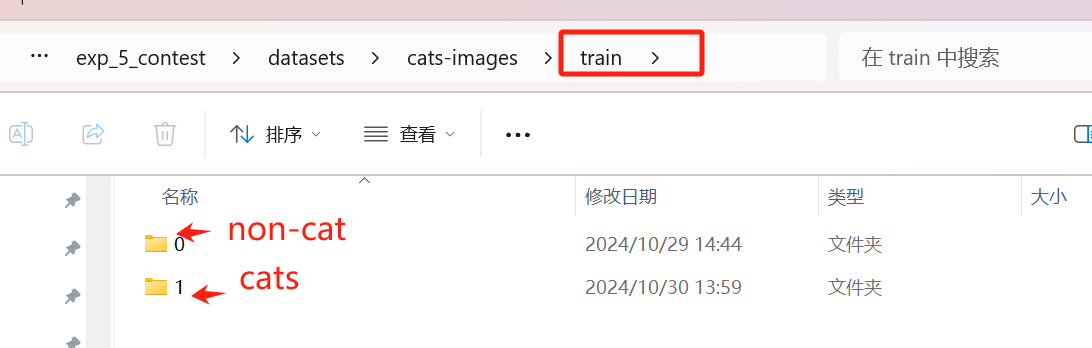 ... exp_5_contest > datasets > cats-images > train > 在 train 中搜索
排序 查看 ...
名称 修改日期 类型 大小
0 non-cat 2024/10/29 14:44 文件夹
1 cats 2024/10/30 13:59 文件夹